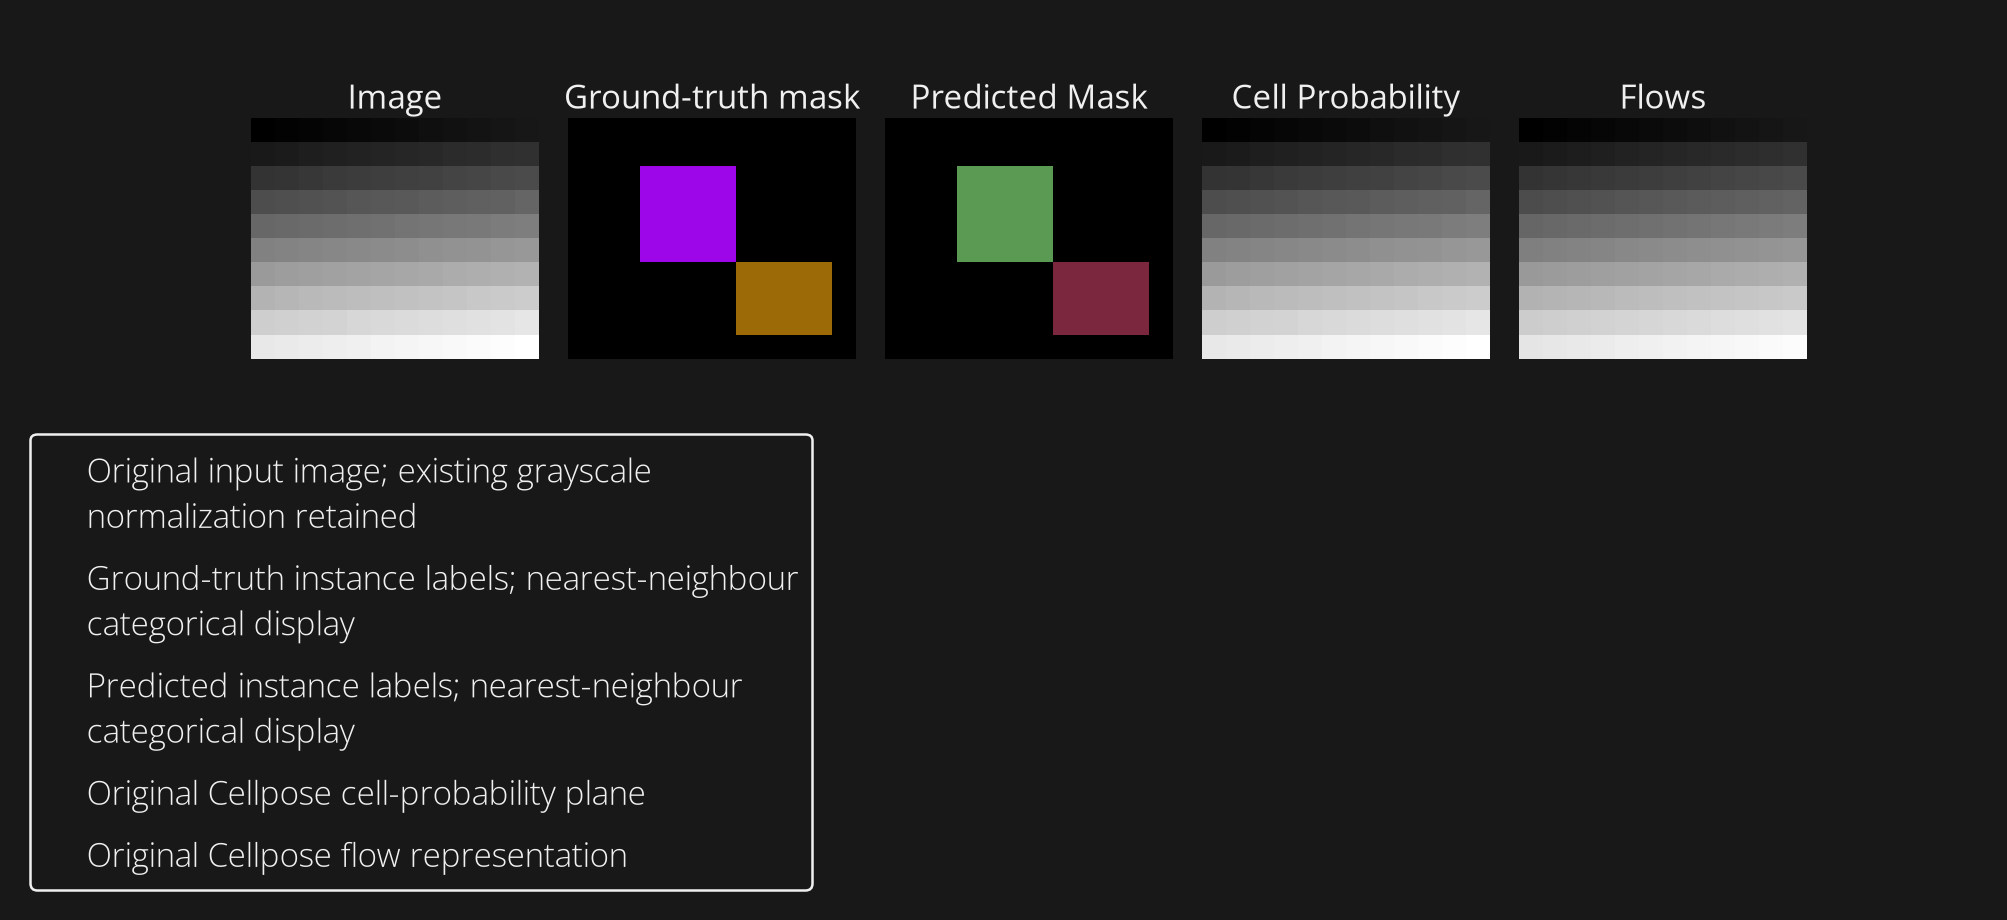 Image
Ground-truth mask
Predicted Mask
Cell Probability
Flows
Original input image; existing grayscale
normalization retained
Ground-truth instance labels; nearest-neighbour
categorical display
Predicted instance labels; nearest-neighbour
categorical display
Original Cellpose cell-probability plane
Original Cellpose flow representation